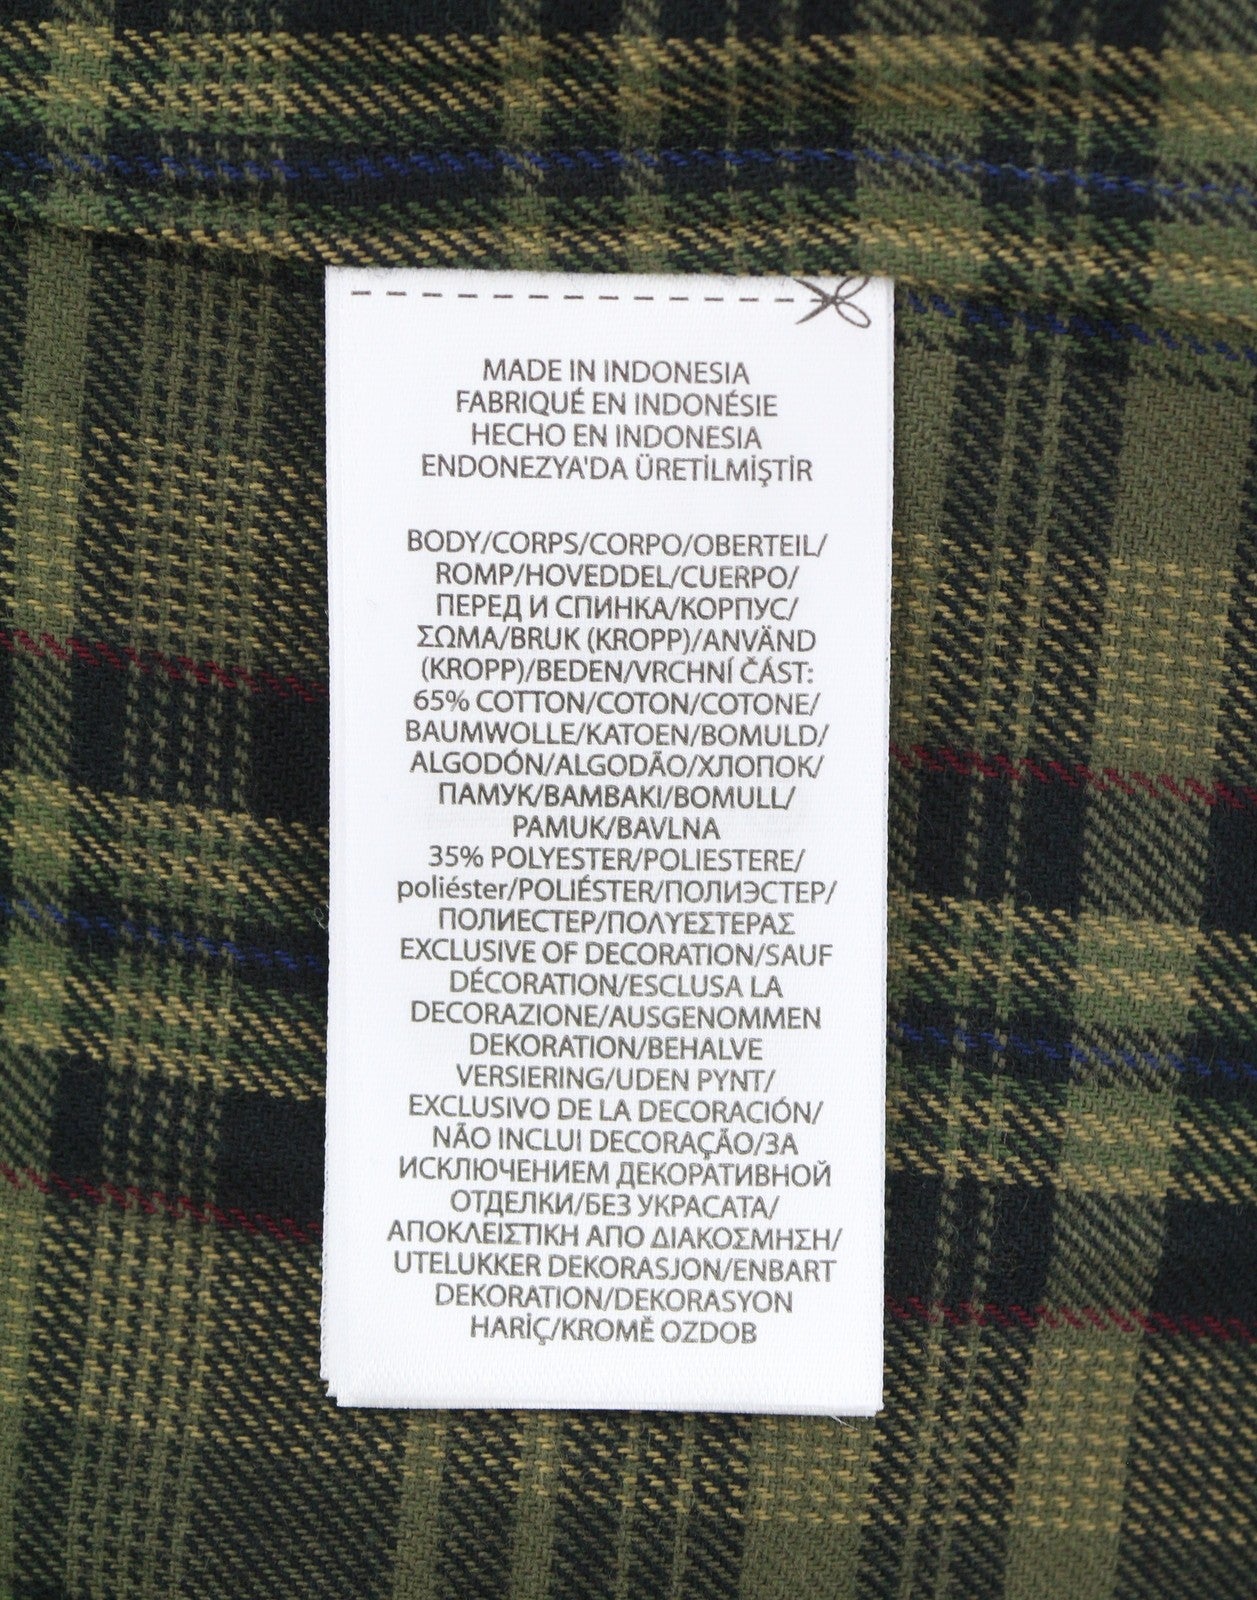 MADE IN INDONESIA
FABRIQUÉ EN INDONÉSIE
HECHO EN INDONESIA
ENDONEZYA'DA ÜRETİLMİŞTİR
BODY/CORPS/CORPO/OBERTEIL/
ROMP/HOVEDDEL/CUERPO/
ПЕРЕД И СПИНКА/КОРПУС/
ΣΩΜΑ/BRUK (KROPP)/ANVÄND
(KROPP)/BEDEN/VRCHNÍ ČÁST:
65% COTTON/COTON/COTONE/
BAUMWOLLE/KATOEN/BOMULD/
ALGODÓN/ALGODÃO/ХЛОПОК/
ПАМУК/ΒΑΜΒΑΚΙ/BOMULL/
PAMUK/BAVLNA
35% POLYESTER/POLIESTERE/
poliéster/POLIÉSTER/ПОЛИЭСТЕР/
ПОЛИЕСТЕР/ΠΟΛΥΕΣΤΕΡΑΣ
EXCLUSIVE OF DECORATION/SAUF
DÉCORATION/ESCLUSA LA
DECORAZIONE/AUSGENOMMEN
DEKORATION/BEHALVE
VERSIERING/UDEN PYNT/
EXCLUSIVO DE LA DECORACIÓN/
NÃO INCLUI DECORAÇÃO/ЗА
ИСКЛЮЧЕНИЕМ ДЕКОРАТИВНОЙ
ОТДЕЛКИ/БЕЗ УКРАСАТА/
ΑΠΟΚΛΕΙΣΤΙΚΗ ΑΠΟ ΔΙΑΚΟΣΜΗΣΗ/
UTELUKKER DEKORASJON/ENBART
DEKORATION/DEKORASYON
HARİÇ/KROMĚ OZDOB